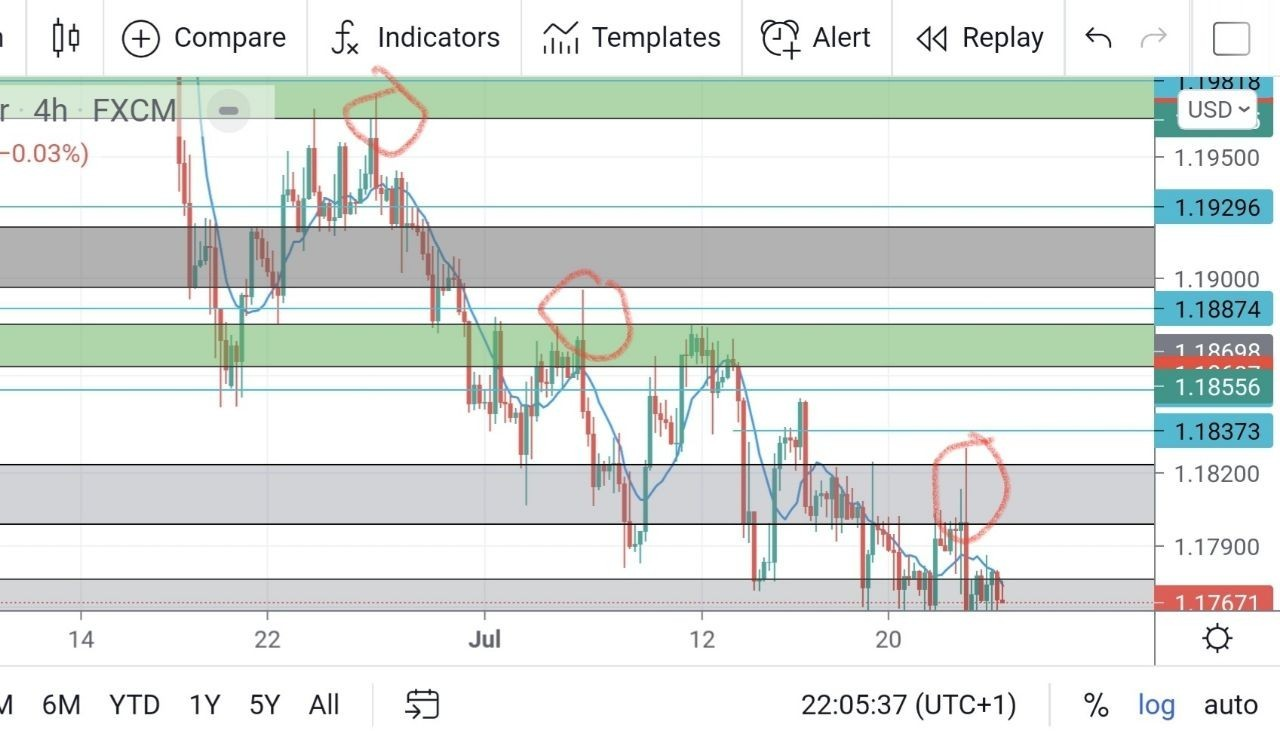 Compare Indicators Templates Alert Replay
r · 4h · FXCM
−0.03%)
1.19818
USD
1.19500
1.19296
1.19000
1.18874
1.18698
1.18556
1.18373
1.18200
1.17900
1.17671
14 22 Jul 12 20
M 6M YTD 1Y 5Y All 22:05:37 (UTC+1) % log auto